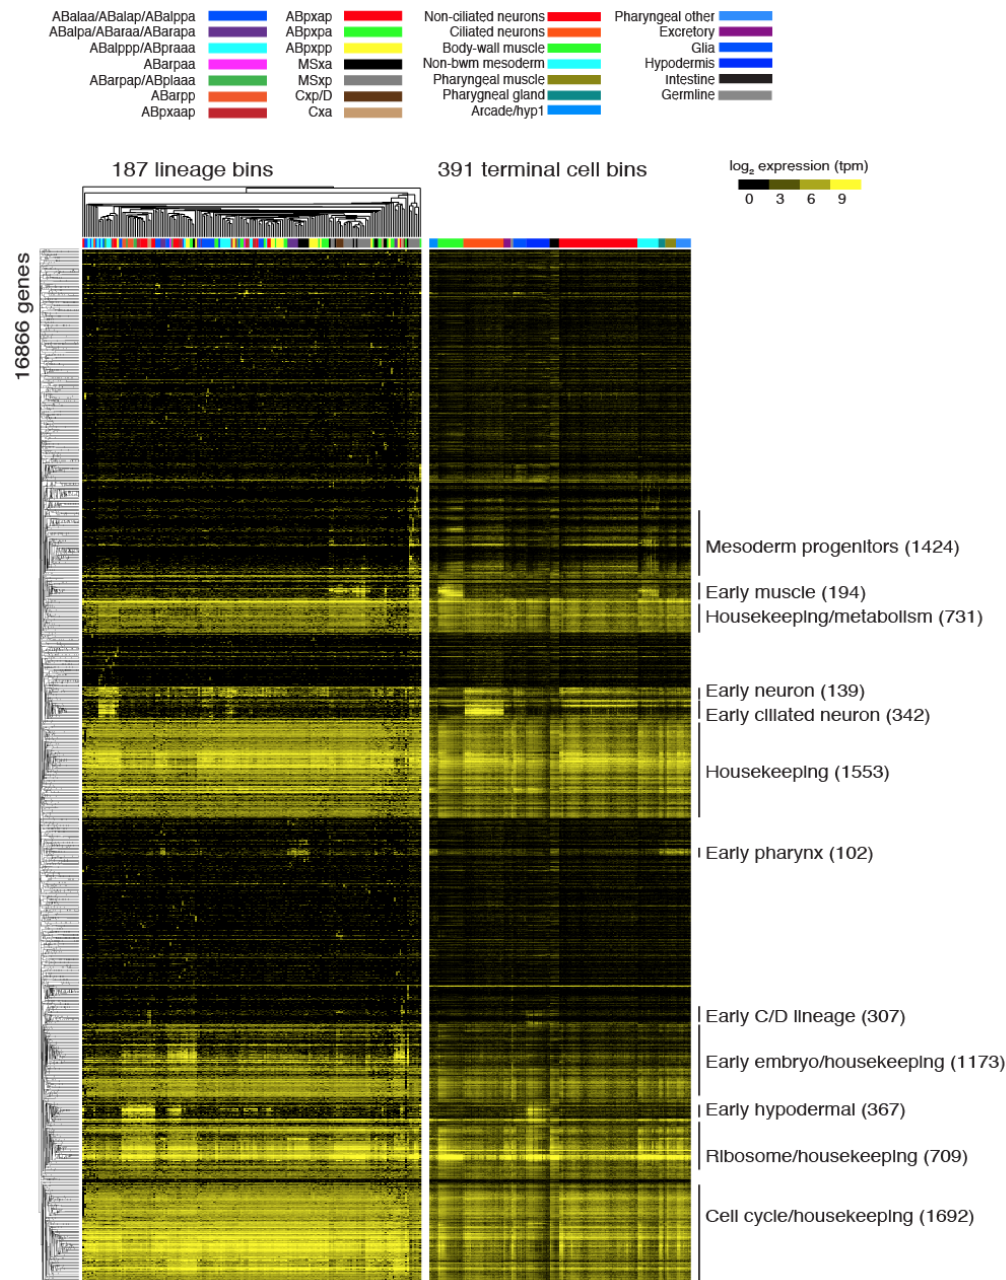 ABalaa/ABalap/ABalppa
ABalpa/ABaraa/ABarapa
ABalppp/ABpraaa
ABarpaa
ABarpap/ABplaaa
ABarpp
ABpxaap
ABpxap
ABpxpa
ABpxpp
MSxa
MSxp
Cxp/D
Cxa
Non-ciliated neurons
Ciliated neurons
Body-wall muscle
Non-bwm mesoderm
Pharyngeal muscle
Pharygneal gland
Arcade/hyp1
Pharyngeal other
Excretory
Glia
Hypodermis
Intestine
Germline
187 lineage bins
391 terminal cell bins
log2 expression (tpm)
0 3 6 9
16866 genes
Mesoderm progenitors (1424)
Early muscle (194)
Housekeeping/metabolism (731)
Early neuron (139)
Early ciliated neuron (342)
Housekeeping (1553)
Early pharynx (102)
Early C/D lineage (307)
Early embryo/housekeeping (1173)
Early hypodermal (367)
Ribosome/housekeeping (709)
Cell cycle/housekeeping (1692)